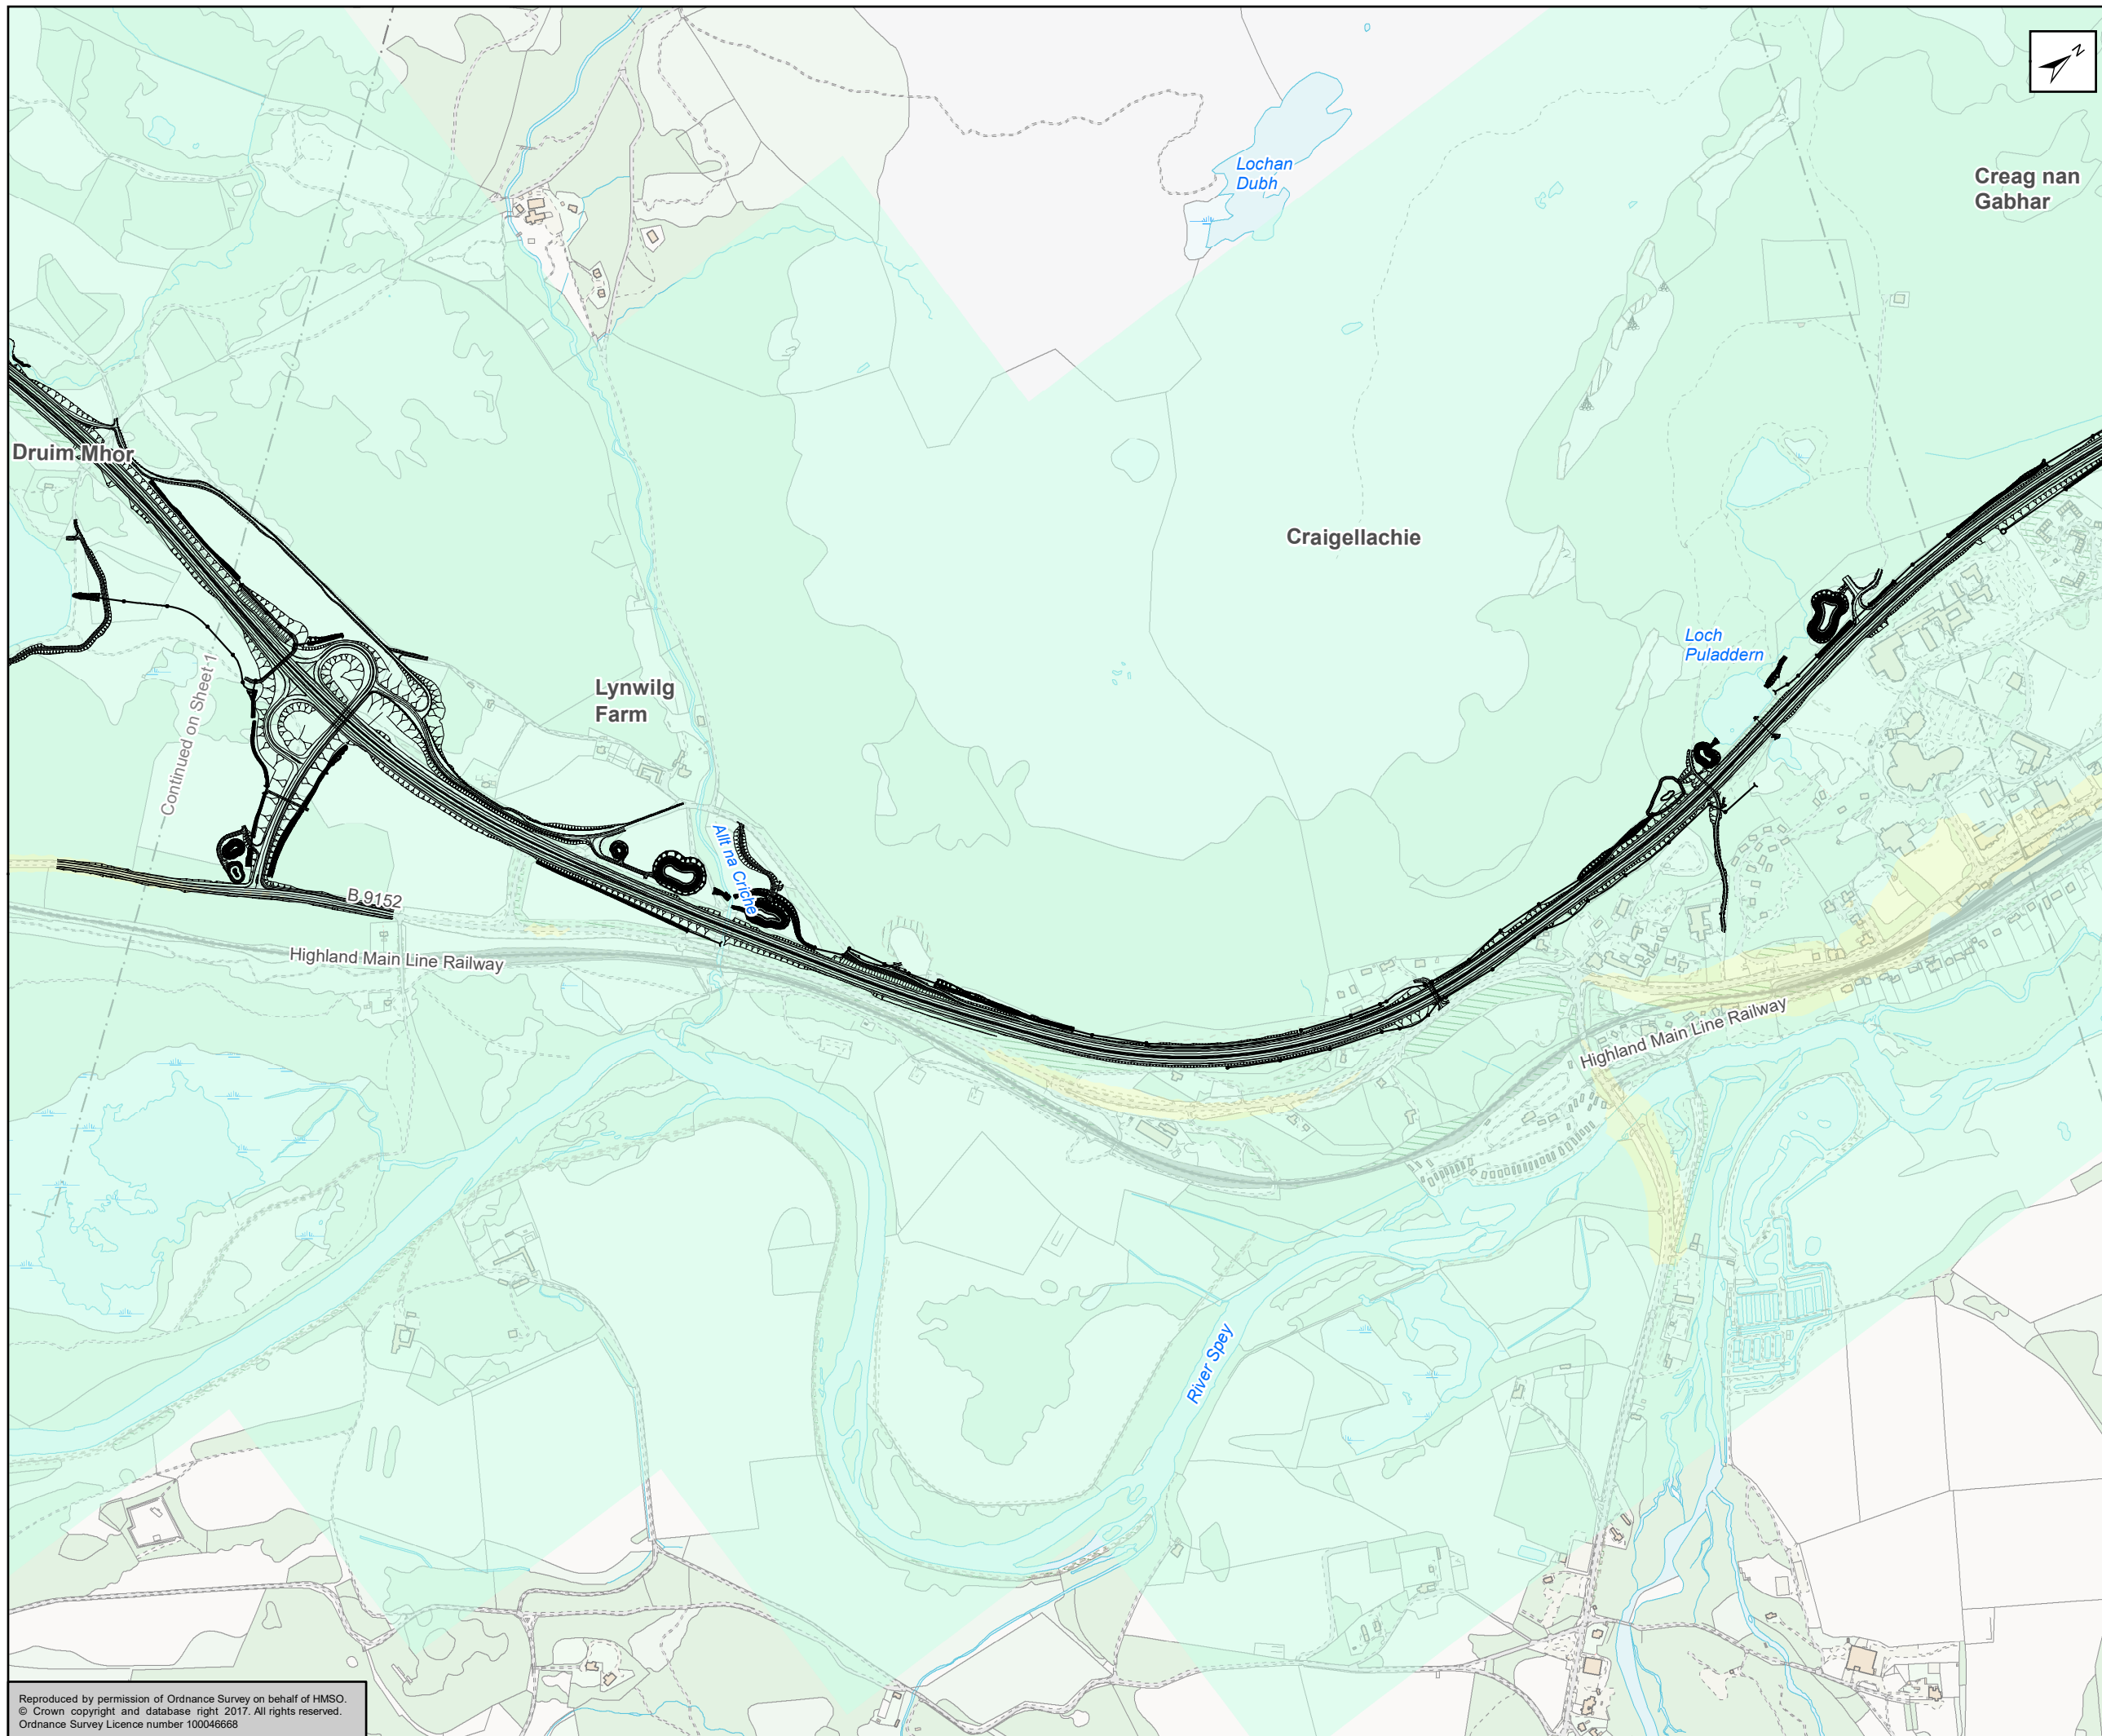 N
Lochan
Dubh
Creag nan
Gabhar
Druim Mhor
Craigellachie
Loch
Puladdern
Lynwilg
Farm
Continued on Sheet 1
Allt na Criche
B 9152
Highland Main Line Railway
Highland Main Line Railway
River Spey
Reproduced by permission of Ordnance Survey on behalf of HMSO.
© Crown copyright and database right 2017. All rights reserved.
Ordnance Survey Licence number 100046668